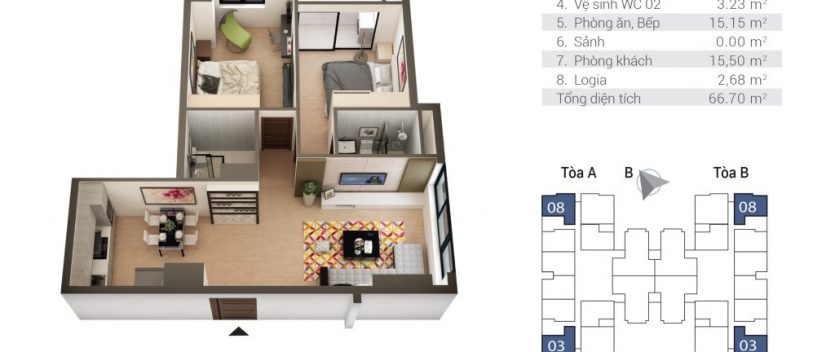 4. Vệ sinh WC 02 3.23 m²
5. Phòng ăn, Bếp 15.15 m²
6. Sảnh 0.00 m²
7. Phòng khách 15,50 m²
8. Logia 2,68 m²
Tổng diện tích 66.70 m²
Tòa A B Tòa B
08 08
03 03